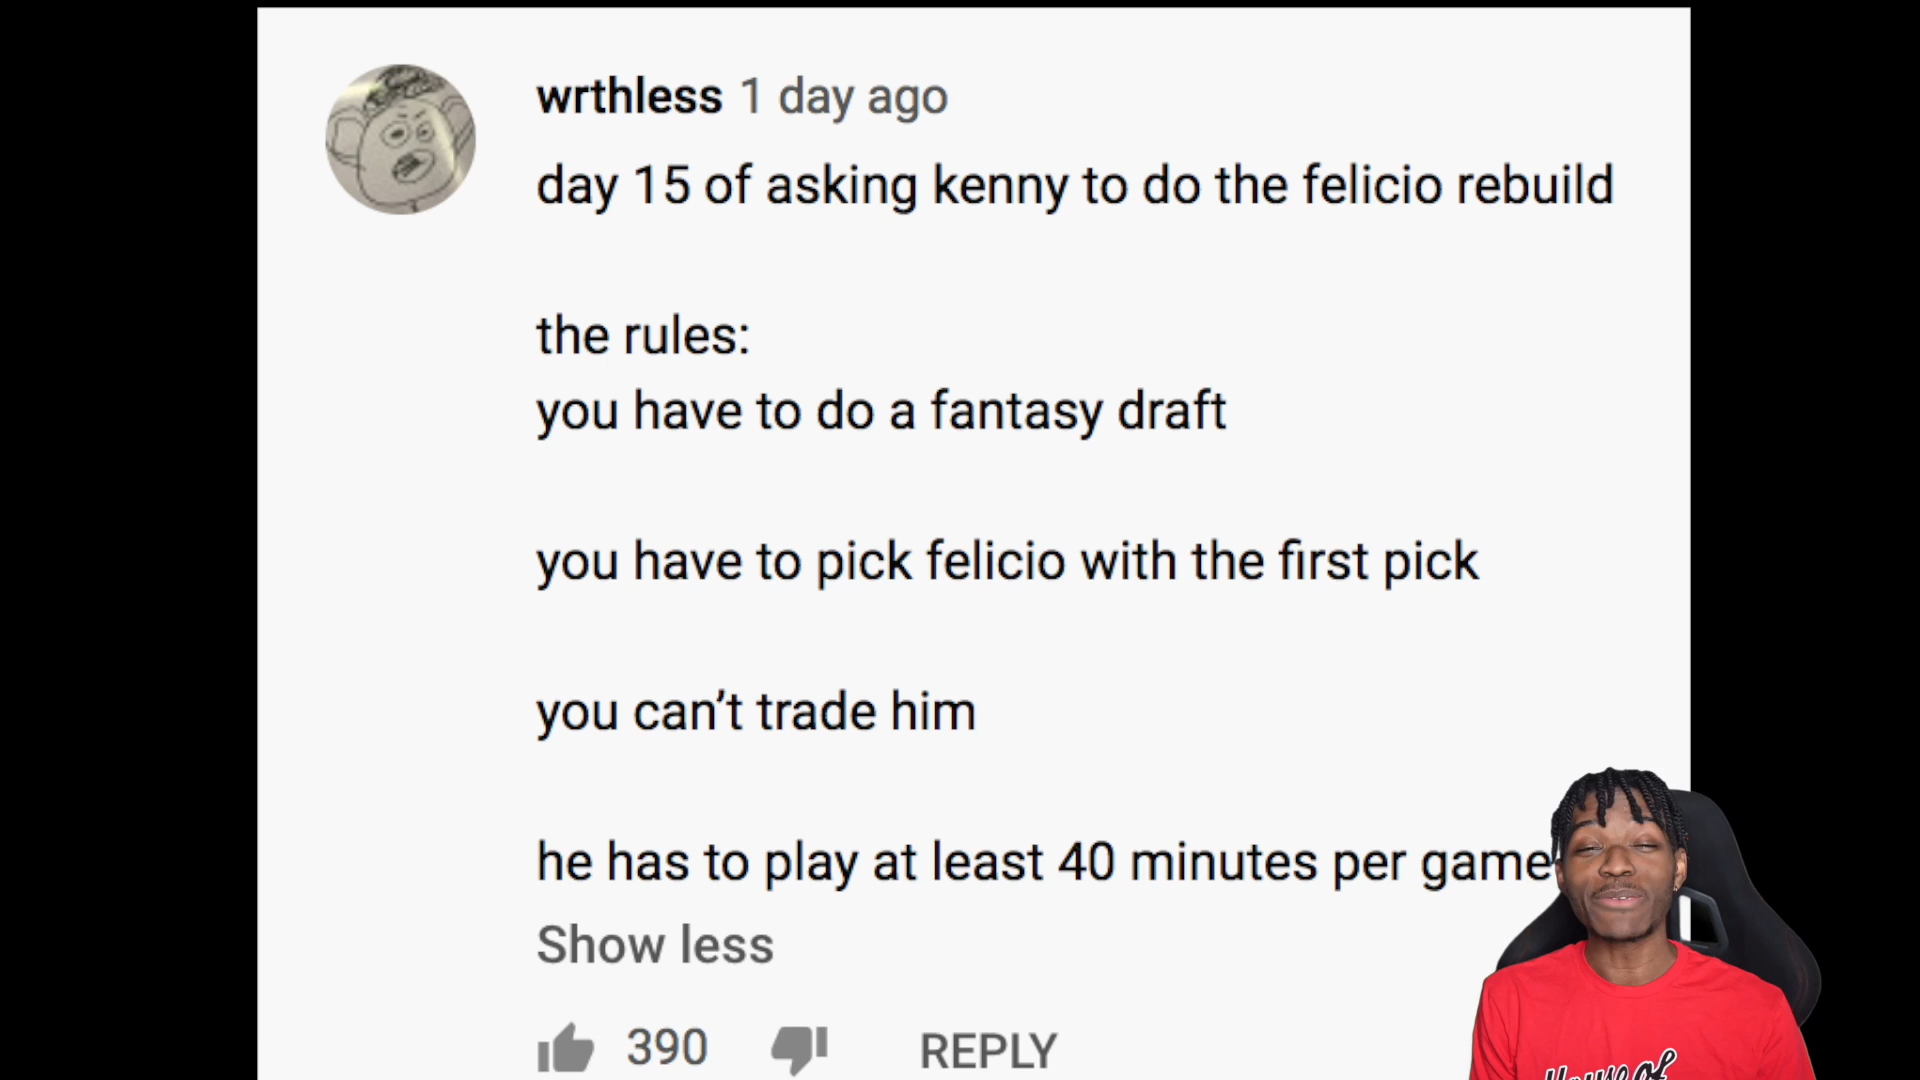 wrthless 1 day ago
day 15 of asking kenny to do the felicio rebuild
the rules:
you have to do a fantasy draft
you have to pick felicio with the first pick
you can’t trade him
he has to play at least 40 minutes per game
Show less
390 REPLY
House of